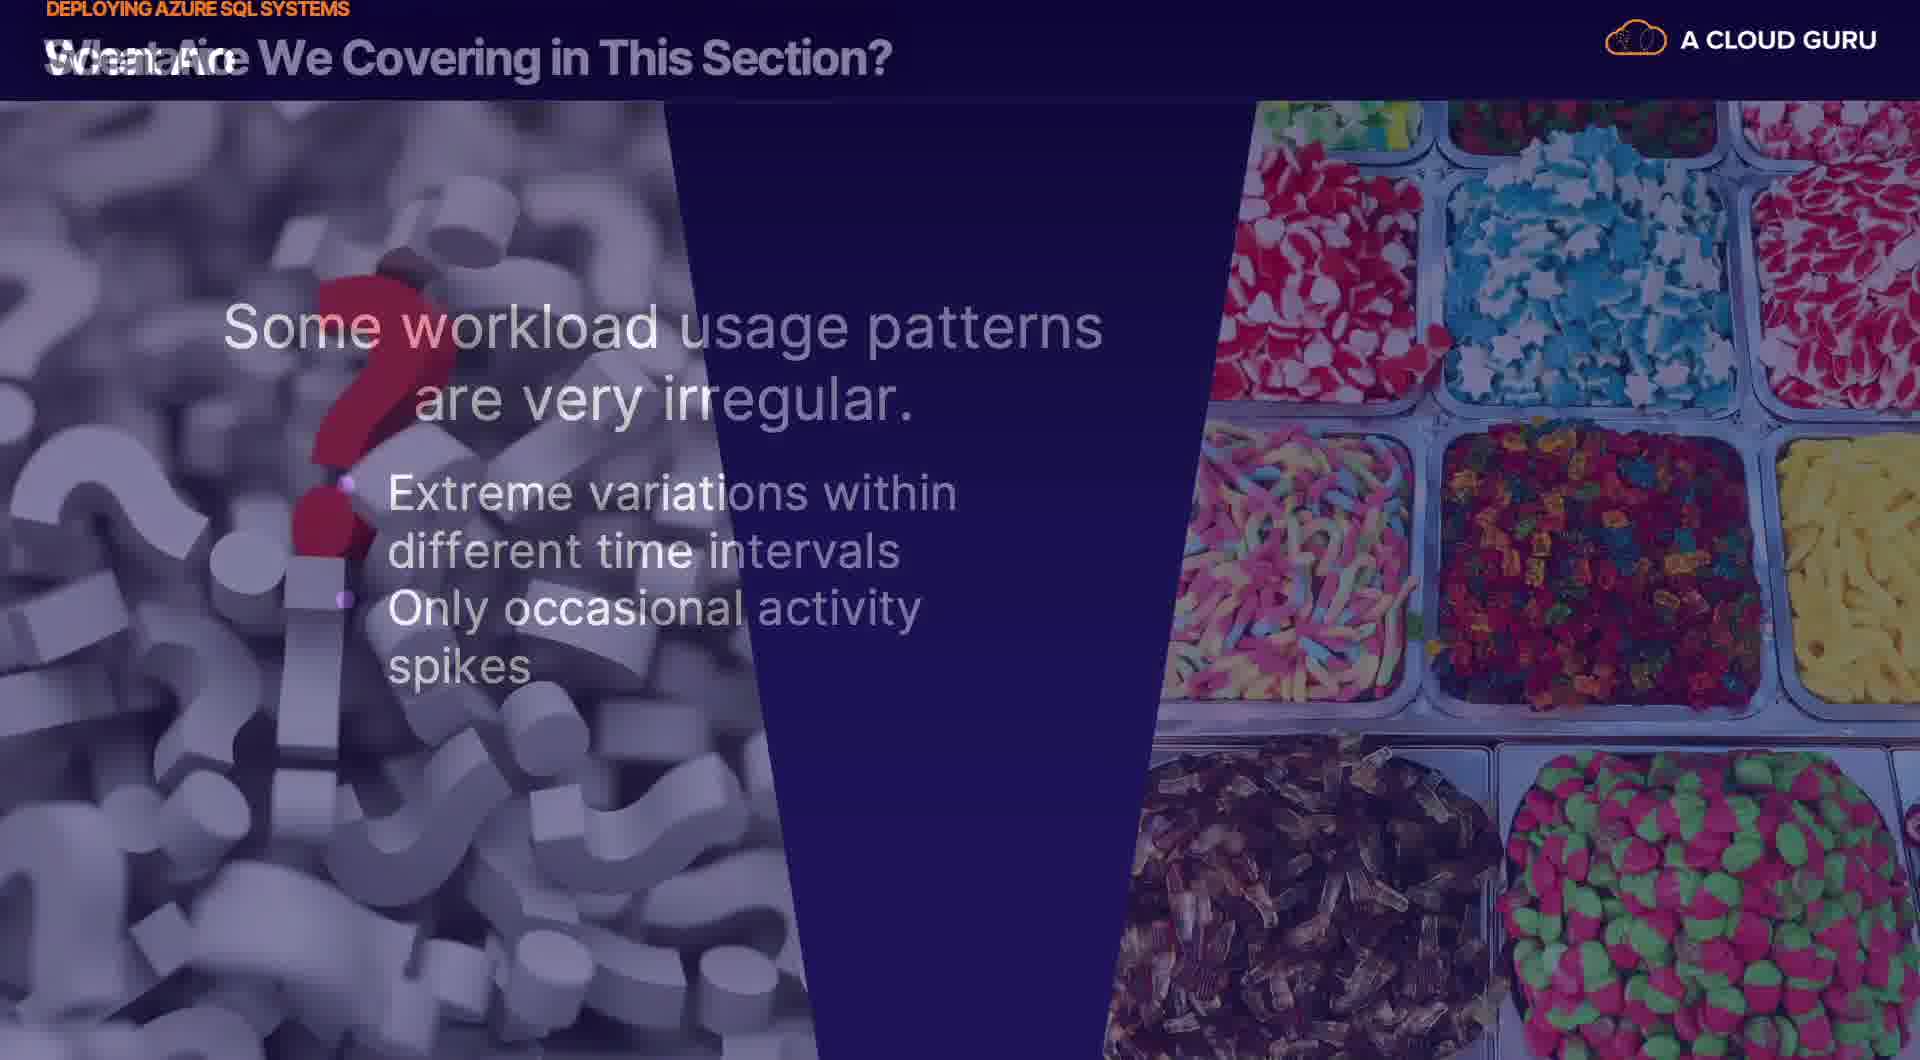 DEPLOYING AZURE SQL SYSTEMS
What Are We Covering in This Section?
A CLOUD GURU
Some workload usage patterns
are very irregular.
Extreme variations within
different time intervals
Only occasional activity
spikes